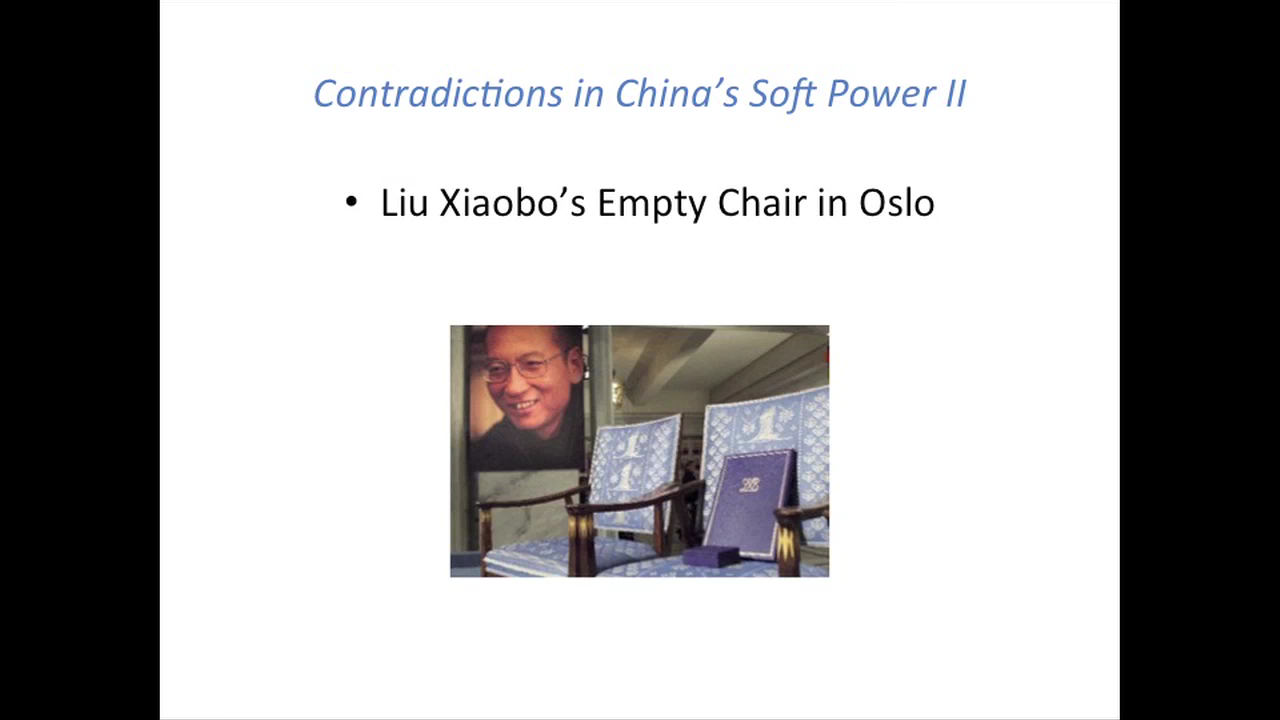 Contradictions in China's Soft Power II
• Liu Xiaobo's Empty Chair in Oslo